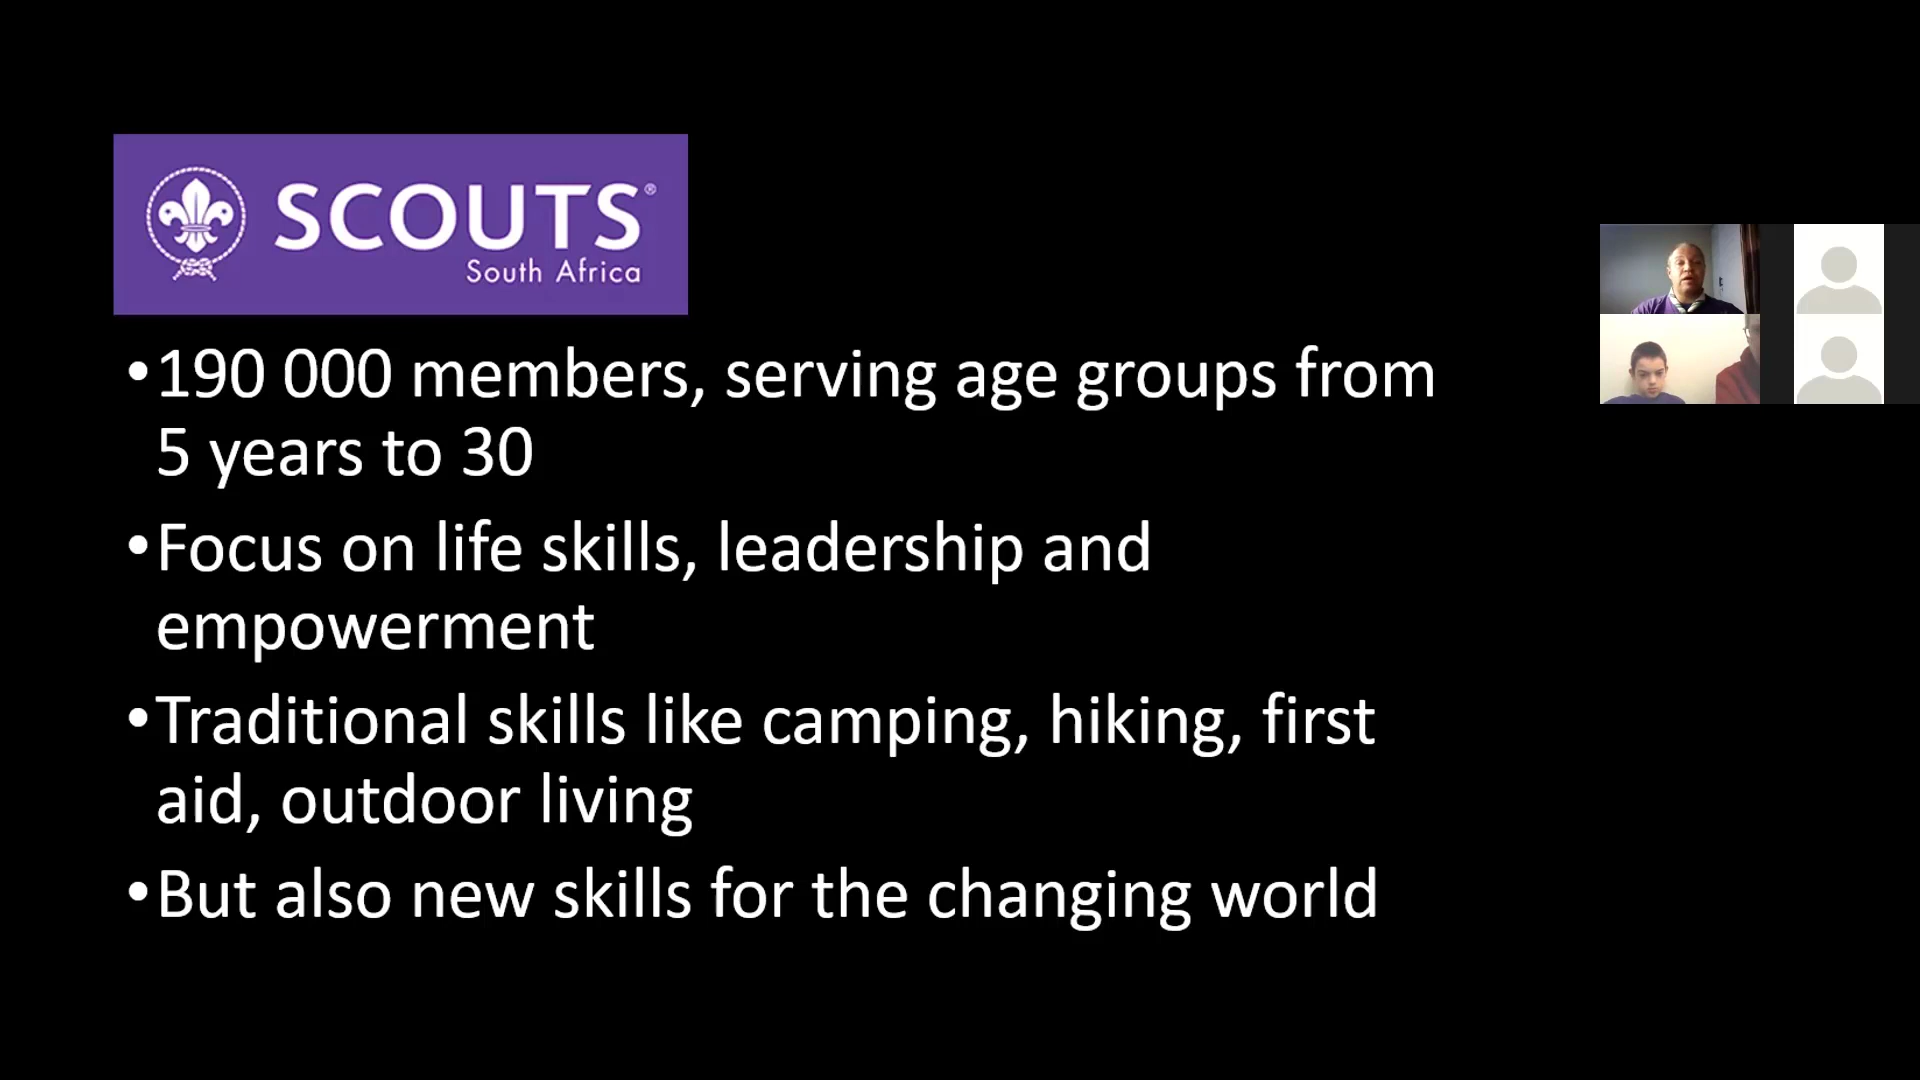 SCOUTS®
South Africa
•190 000 members, serving age groups from
5 years to 30
•Focus on life skills, leadership and
empowerment
•Traditional skills like camping, hiking, first
aid, outdoor living
•But also new skills for the changing world